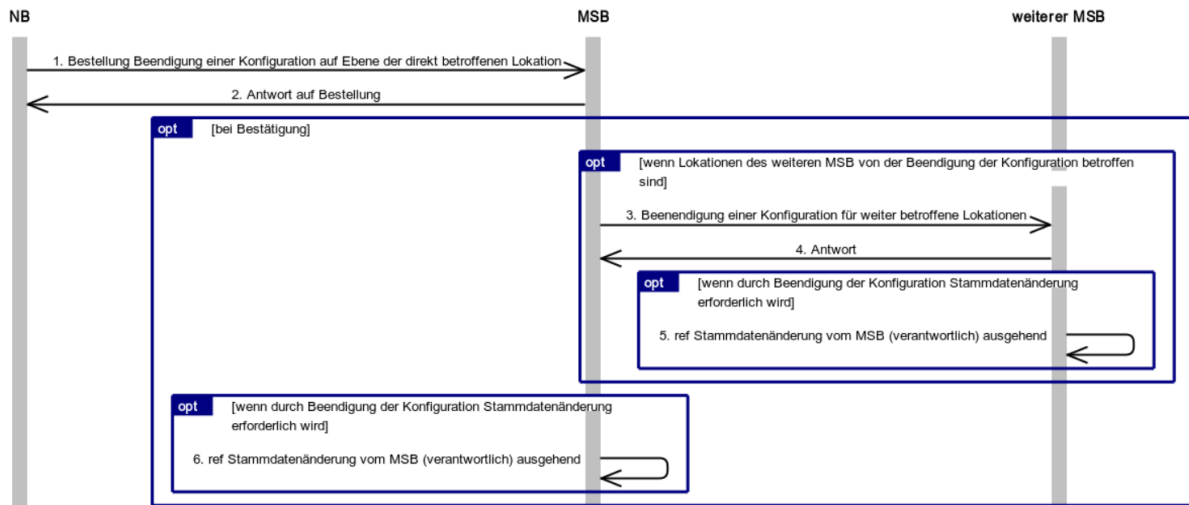 NB MSB weiterer MSB
1. Bestellung Beendigung einer Konfiguration auf Ebene der direkt betroffenen Lokation
2. Antwort auf Bestellung
opt [bei Bestätigung]
opt [wenn Lokationen des weiteren MSB von der Beendigung der Konfiguration betroffen
sind]
3. Beenendigung einer Konfiguration für weiter betroffene Lokationen
4. Antwort
opt [wenn durch Beendigung der Konfiguration Stammdatenänderung
erforderlich wird]
5. ref Stammdatenänderung vom MSB (verantwortlich) ausgehend
opt [wenn durch Beendigung der Konfiguration Stammdatenänderung
erforderlich wird]
6. ref Stammdatenänderung vom MSB (verantwortlich) ausgehend